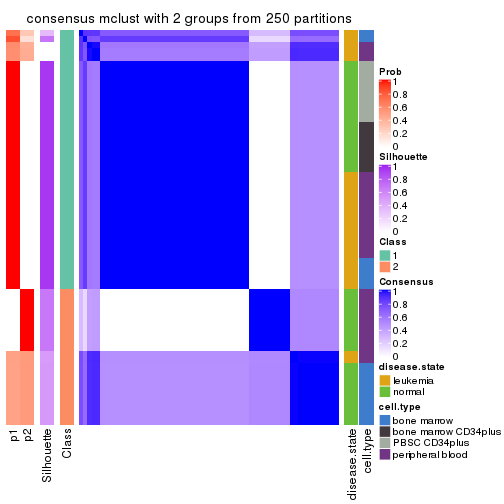 consensus mclust with 2 groups from 250 partitions
Prob
1
0.8
0.6
0.4
0.2
0
Silhouette
1
0.8
0.6
0.4
0.2
0
Class
1
2
Consensus
1
0.8
0.6
0.4
0.2
0
disease.state
leukemia
normal
cell.type
bone marrow
bone marrow CD34plus
PBSC CD34plus
peripheral blood
p1
p2
Silhouette
Class
disease.state
cell.type